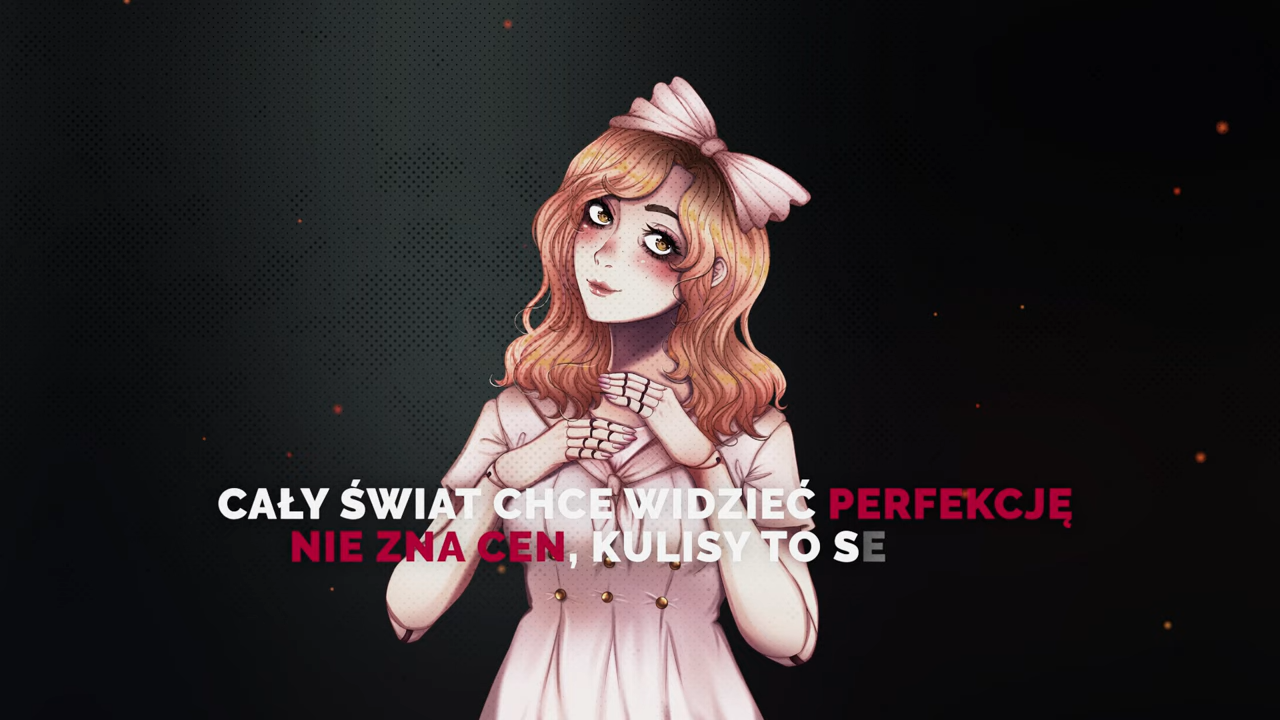 CAŁY ŚWIAT CHCE WIDZIEĆ PERFEKCJĘ
NIE ZNA CEN, KULISY TO SE